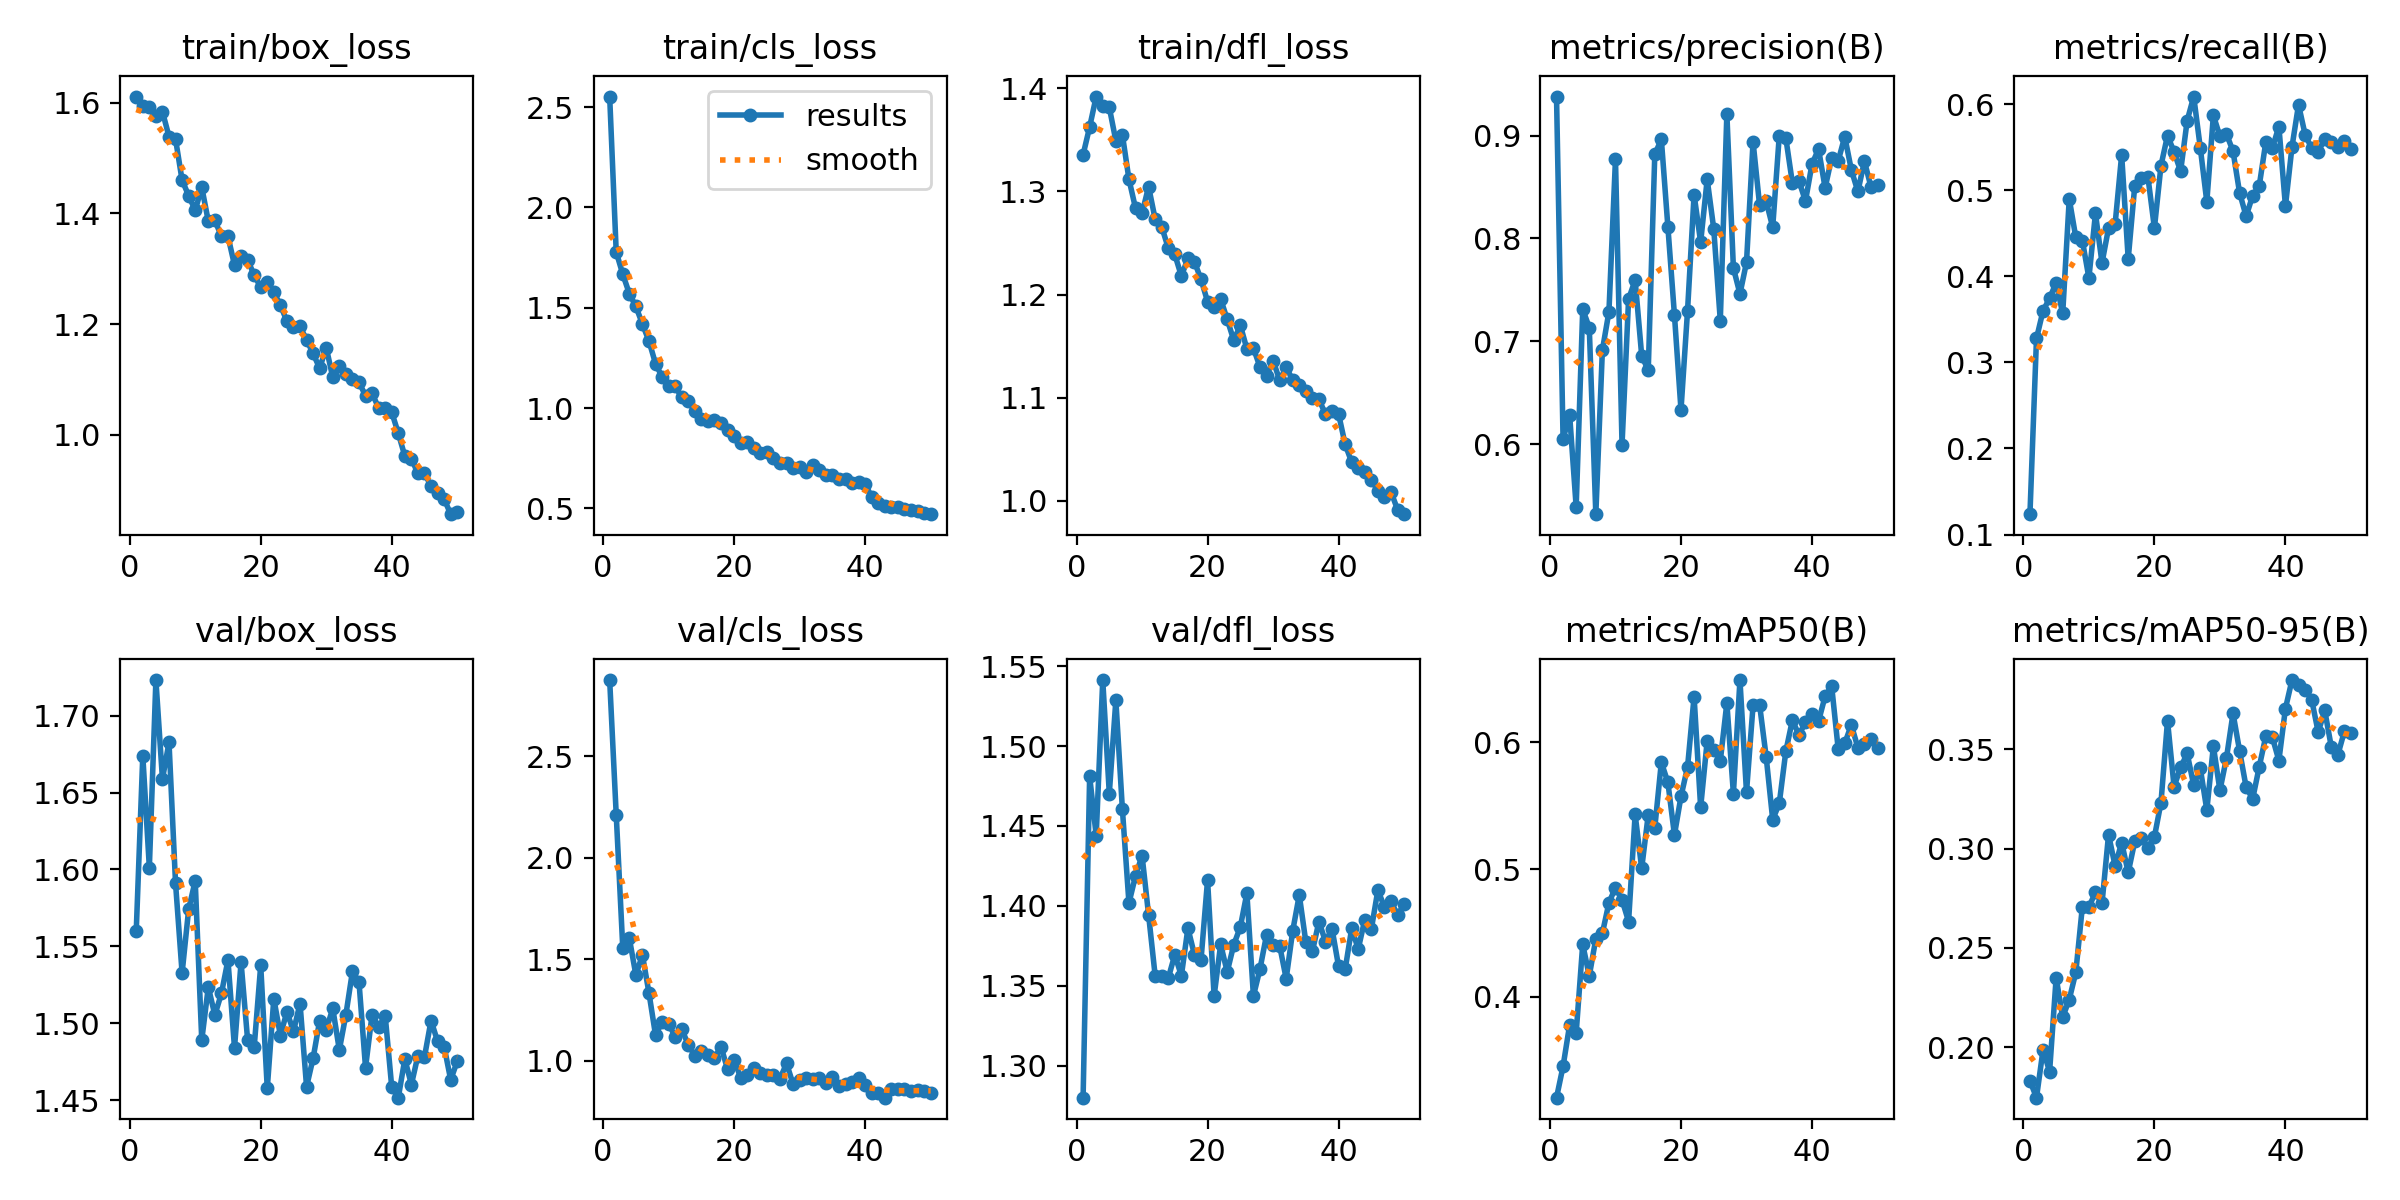 train/box_loss
1.6
1.4
1.2
1.0
0 20 40
train/cls_loss
results
smooth
2.5
2.0
1.5
1.0
0.5
0 20 40
train/dfl_loss
1.4
1.3
1.2
1.1
1.0
0 20 40
metrics/precision(B)
0.9
0.8
0.7
0.6
0 20 40
metrics/recall(B)
0.6
0.5
0.4
0.3
0.2
0.1
0 20 40
val/box_loss
1.70
1.65
1.60
1.55
1.50
1.45
0 20 40
val/cls_loss
2.5
2.0
1.5
1.0
0 20 40
val/dfl_loss
1.55
1.50
1.45
1.40
1.35
1.30
0 20 40
metrics/mAP50(B)
0.6
0.5
0.4
0 20 40
metrics/mAP50-95(B)
0.35
0.30
0.25
0.20
0 20 40